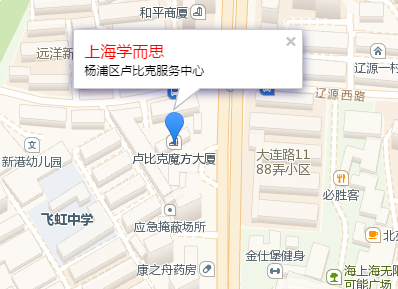 和平商厦
远洋新
上海学而思
杨浦区卢比克服务中心
辽源一村
辽源西路
新港幼儿园
卢比克魔方大厦
大连路11
88弄小区
必胜客
飞虹中学
应急掩蔽场所
金仕堡健身
康之舟药房
海上海无限
可能广场